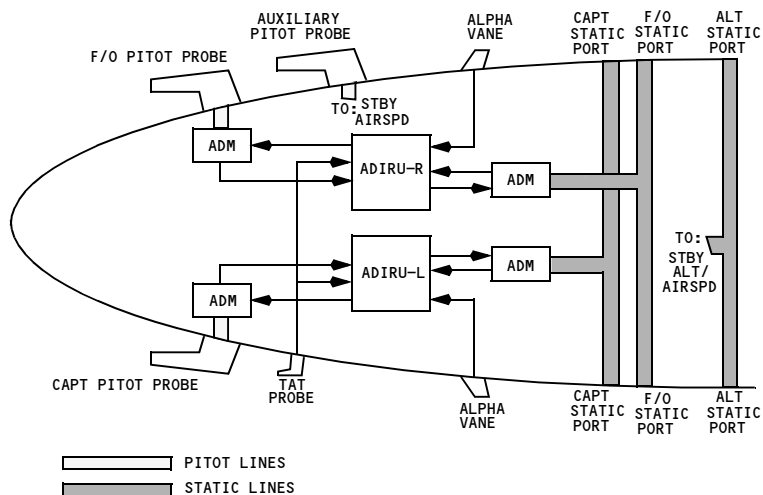 AUXILIARY
PITOT PROBE
ALPHA
VANE
CAPT
STATIC
PORT
F/O
STATIC
PORT
ALT
STATIC
PORT
F/O PITOT PROBE
TO: STBY
AIRSPD
ADM
ADIRU-R
ADM
TO:
STBY
ALT/
AIRSPD
ADIRU-L
ADM
ADM
CAPT PITOT PROBE
TAT
PROBE
ALPHA
VANE
CAPT
STATIC
PORT
F/O
STATIC
PORT
ALT
STATIC
PORT
PITOT LINES
STATIC LINES